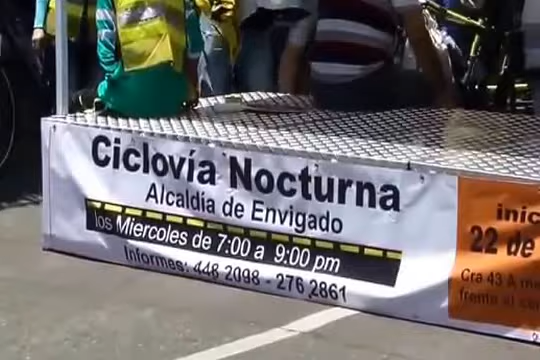 Ciclovía Nocturna
Alcaldía de Envigado
los Miercoles de 7:00 a 9:00 pm
Informes: 448 2098 - 276 2861
inic
22 de
Cra 43 A
frente al